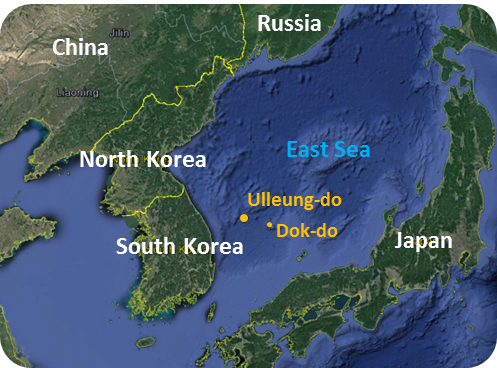 Russia
Jilin
China
Liaoning
East Sea
North Korea
Ulleung-do
Dok-do
Japan
South Korea